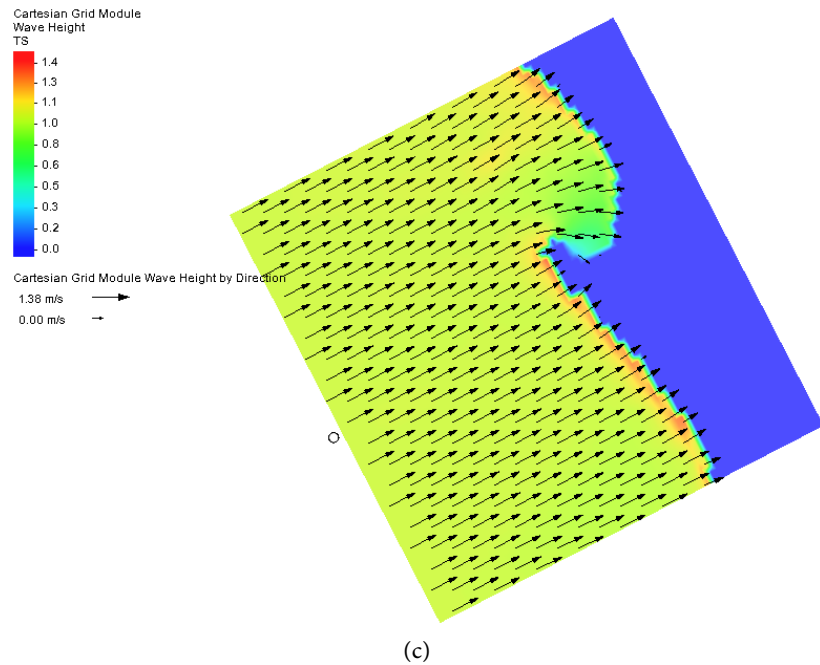 Cartesian Grid Module
Wave Height
TS
1.4
1.3
1.1
1.0
0.8
0.6
0.5
0.3
0.2
0.0
Cartesian Grid Module Wave Height by Direction
1.38 m/s
0.00 m/s
(c)